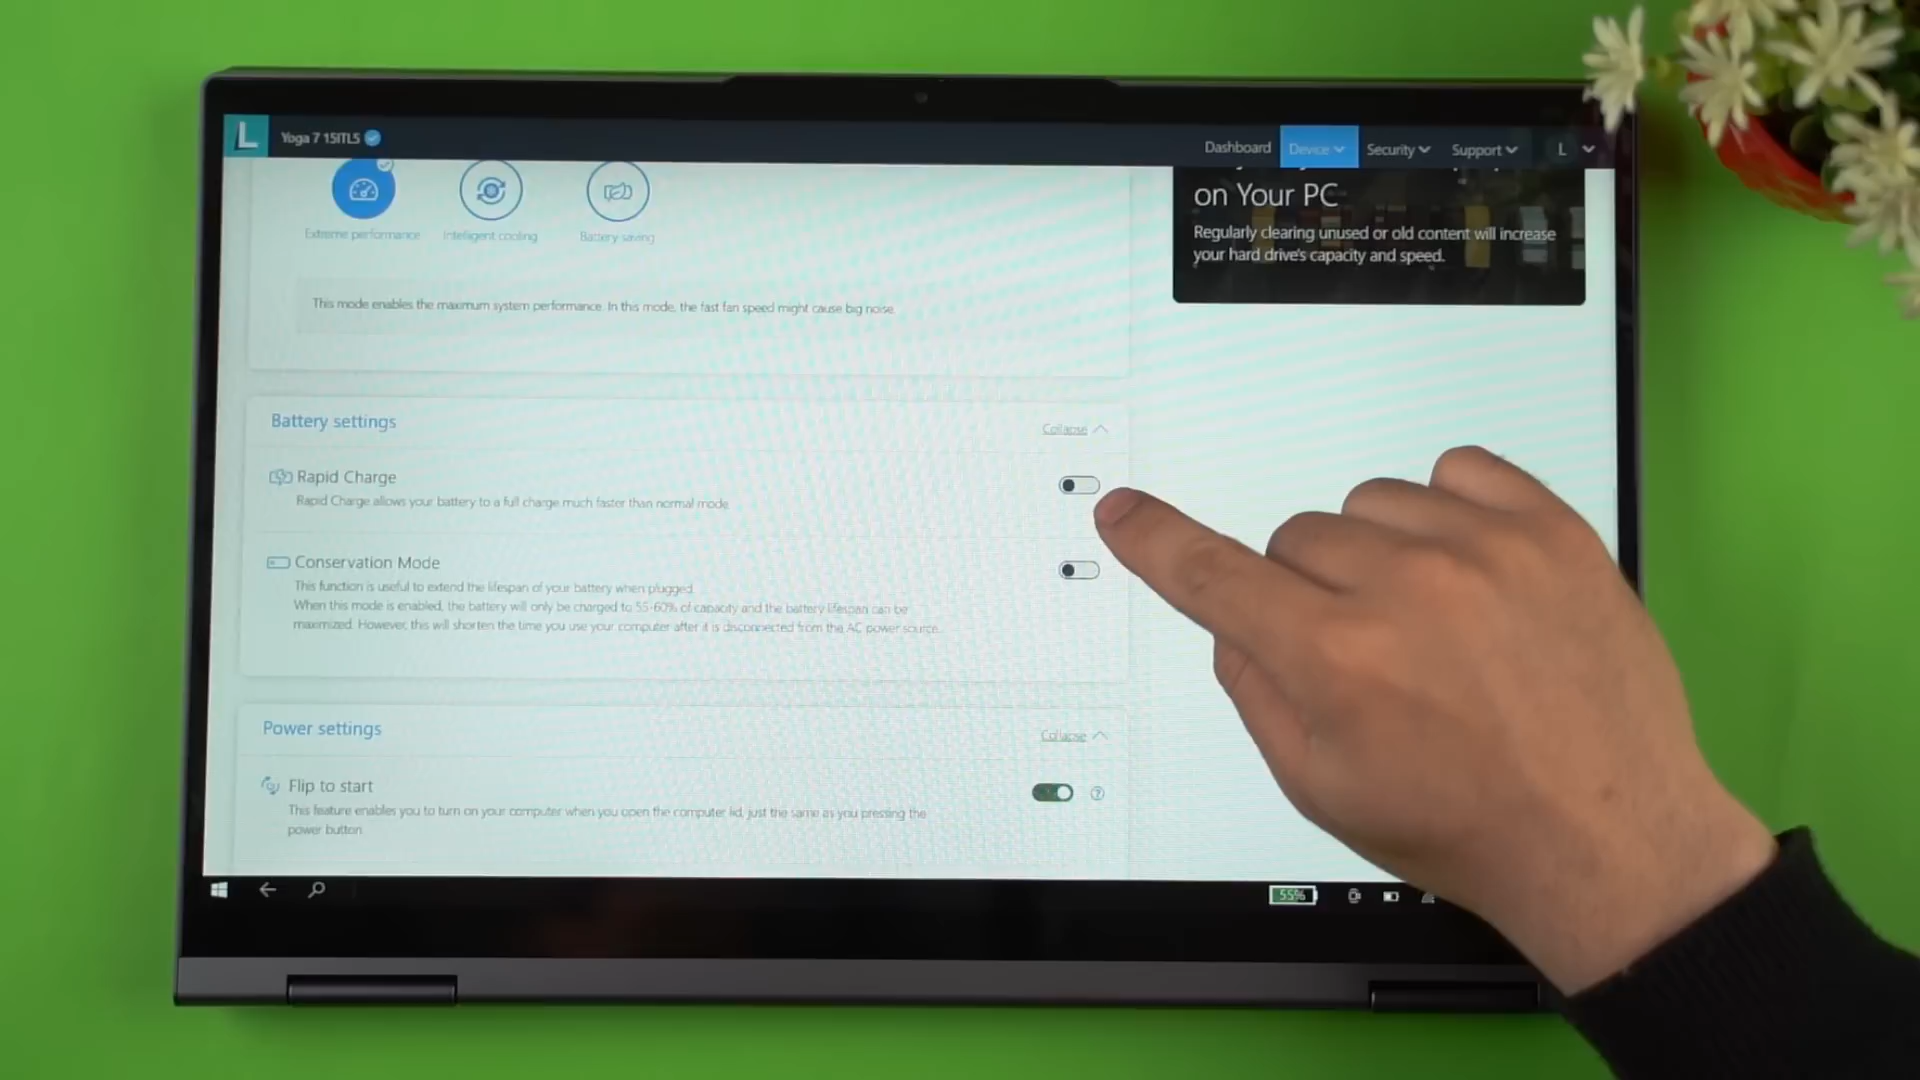 L
Yoga 7 15ITL5
Dashboard
Device
Security
Support
L
Extreme performance
Intelligent cooling
Battery saving
This mode enables the maximum system performance. In this mode, the fast fan speed might cause big noise.
on Your PC
Regularly clearing unused or old content will increase
your hard drive's capacity and speed.
Battery settings
Collapse
Rapid Charge
Rapid Charge allows your battery to a full charge much faster than normal mode.
Conservation Mode
This function is useful to extend the lifespan of your battery when plugged.
When this mode is enabled, the battery will only be charged to 55-60% of capacity and the battery lifespan can be
maximized. However, this will shorten the time you use your computer after it is disconnected from the AC power source.
Power settings
Collapse
Flip to start
This feature enables you to turn on your computer when you open the computer lid, just the same as you pressing the
power button.
55%